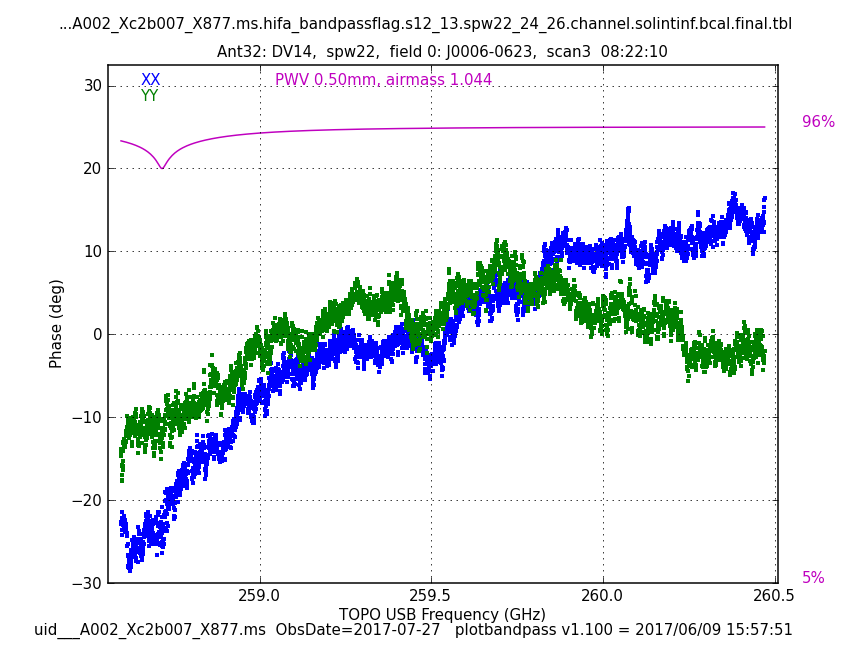 ...A002_Xc2b007_X877.ms.hifa_bandpassflag.s12_13.spw22_24_26.channel.solintinf.bcal.final.tbl
Ant32: DV14, spw22, field 0: J0006-0623, scan3 08:22:10
XX
YY
PWV 0.50mm, airmass 1.044
96%
5%
30
20
10
0
−10
−20
−30
Phase (deg)
259.0 259.5 260.0 260.5
TOPO USB Frequency (GHz)
uid___A002_Xc2b007_X877.ms ObsDate=2017-07-27 plotbandpass v1.100 = 2017/06/09 15:57:51